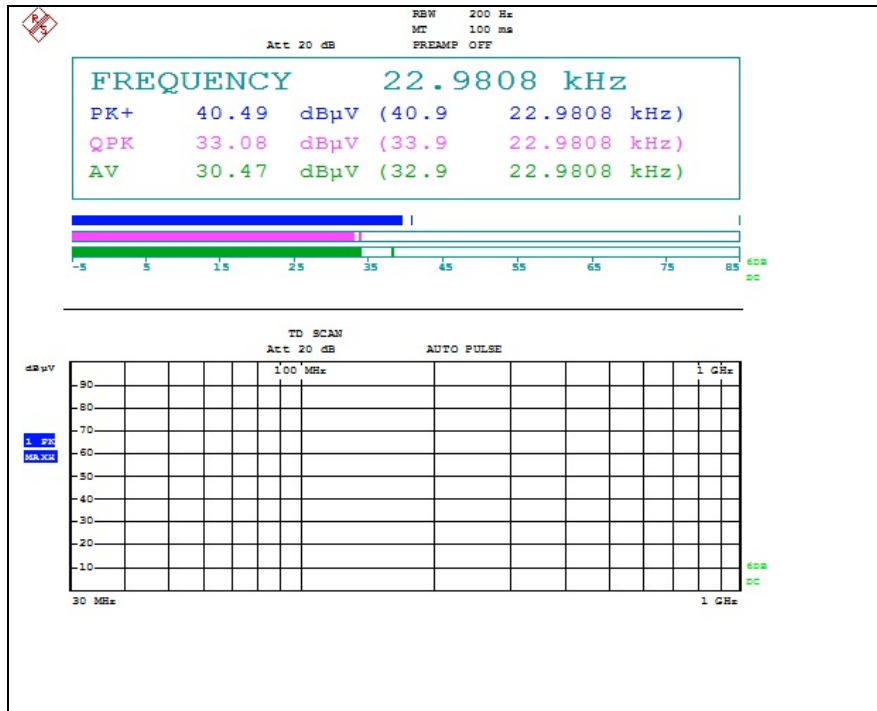 R S
RBW 200 Hz
MT 100 ms
Att 20 dB PREAMP OFF
FREQUENCY 22.9808 kHz
PK+ 40.49 dBµV (40.9 22.9808 kHz)
QPK 33.08 dBµV (33.9 22.9808 kHz)
AV 30.47 dBµV (32.9 22.9808 kHz)
-5 5 15 25 35 45 55 65 75 85
6DB
DC
TD SCAN
Att 20 dB AUTO PULSE
dBµV
100 MHz 1 GHz
90
80
70
1 PK
60
MAXH
50
40
30
20
10
6DB
DC
30 MHz 1 GHz